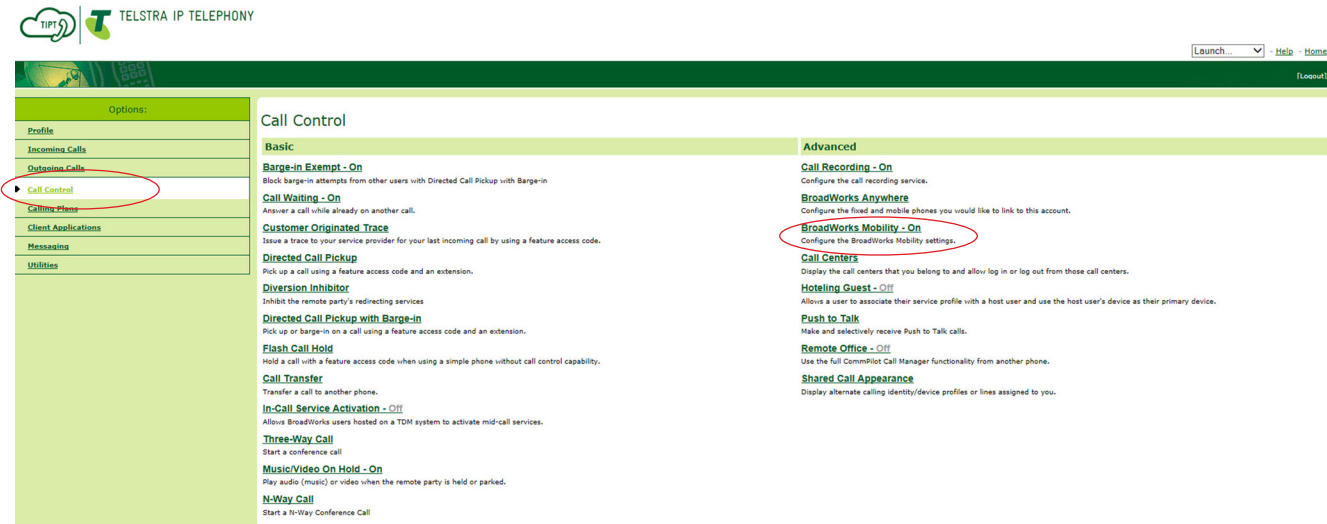 TIPT
TELSTRA IP TELEPHONY
Launch... - Help - Home
[Logout]
Options:
Profile
Incoming Calls
Outgoing Calls
Call Control
Calling Plans
Client Applications
Messaging
Utilities
Call Control
Basic
Barge-in Exempt - On
Block barge-in attempts from other users with Directed Call Pickup with Barge-in
Call Waiting - On
Answer a call while already on another call.
Customer Originated Trace
Issue a trace to your service provider for your last incoming call by using a feature access code.
Directed Call Pickup
Pick up a call using a feature access code and an extension.
Diversion Inhibitor
Inhibit the remote party's redirecting services
Directed Call Pickup with Barge-in
Pick up or barge-in on a call using a feature access code and an extension.
Flash Call Hold
Hold a call with a feature access code when using a simple phone without call control capability.
Call Transfer
Transfer a call to another phone.
In-Call Service Activation - Off
Allows BroadWorks users hosted on a TDM system to activate mid-call services.
Three-Way Call
Start a conference call
Music/Video On Hold - On
Play audio (music) or video when the remote party is held or parked.
N-Way Call
Start a N-Way Conference Call
Advanced
Call Recording - On
Configure the call recording service.
BroadWorks Anywhere
Configure the fixed and mobile phones you would like to link to this account.
BroadWorks Mobility - On
Configure the BroadWorks Mobility settings.
Call Centers
Display the call centers that you belong to and allow log in or log out from those call centers.
Hoteling Guest - Off
Allows a user to associate their service profile with a host user and use the host user's device as their primary device.
Push to Talk
Make and selectively receive Push to Talk calls.
Remote Office - Off
Use the full CommPilot Call Manager functionality from another phone.
Shared Call Appearance
Display alternate calling identity/device profiles or lines assigned to you.